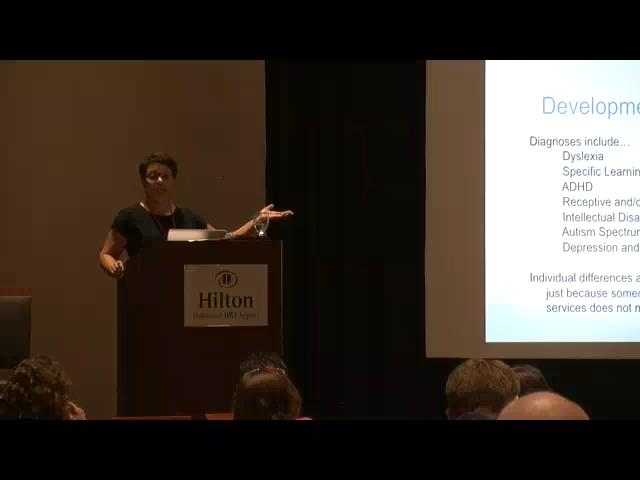 Developme
Diagnoses include…
Dyslexia
Specific Learnin
ADHD
Receptive and/o
Intellectual Disa
Autism Spectrum
Depression and
Individual differences a
just because someo
services does not m
Hilton